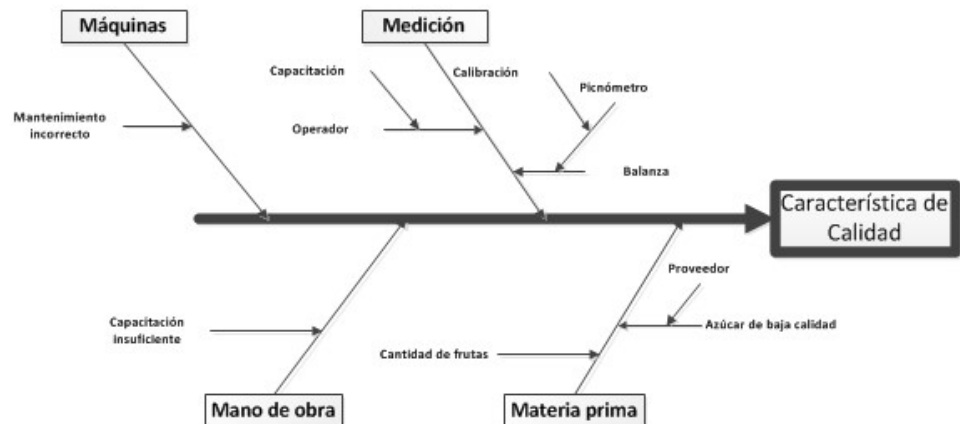 Máquinas
Medición
Capacitación
Calibración
Picnómetro
Mantenimiento
incorrecto
Operador
Balanza
Característica de
Calidad
Proveedor
Capacitación
insuficiente
Azúcar de baja calidad
Cantidad de frutas
Mano de obra
Materia prima